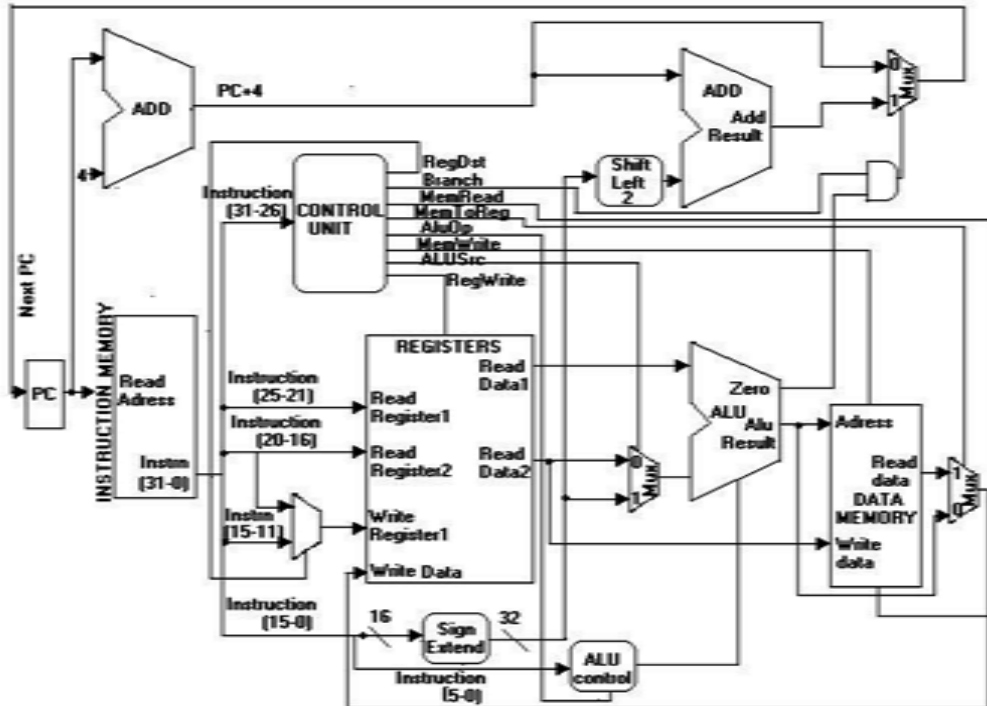 ADD
PC+4
4
ADD
Add
Result
0
1
Mux
Shift
Left
2
RegDst
Branch
MemRead
MemToReg
AluOp
MemWrite
ALUSrc
RegWrite
Instruction
(31-26)
CONTROL
UNIT
Next PC
PC
INSTRUCTION MEMORY
Read
Adress
Instrn
(31-0)
Instruction
(25-21)
Instruction
(20-16)
Instrn
(15-11)
Instruction
(15-0)
REGISTERS
Read
Data1
Read
Register1
Read
Register2
Read
Data2
Write
Register1
Write Data
0
1
Mux
Zero
ALU
Alu
Result
Adress
Read
data
DATA
MEMORY
Write
data
1
0
Mux
16
Sign
Extend
32
Instruction
(5-0)
ALU
control